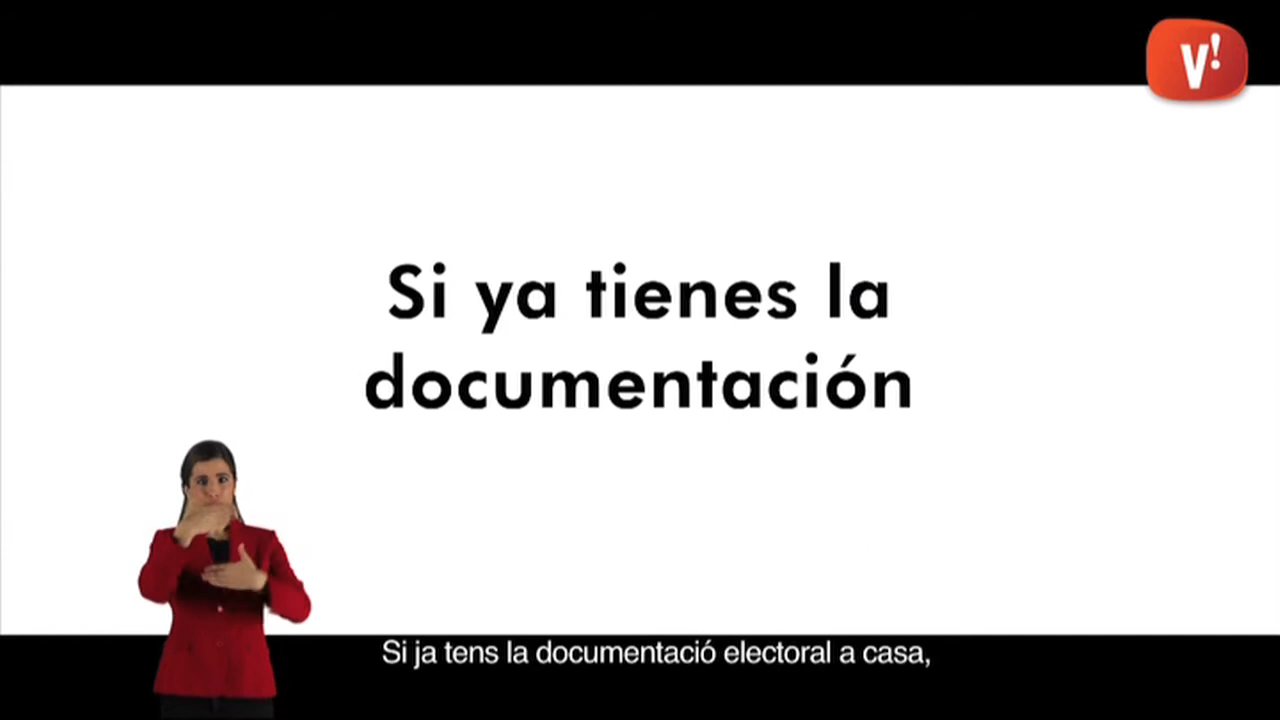 V!
Si ya tienes la
documentación
Si ja tens la documentació electoral a casa,